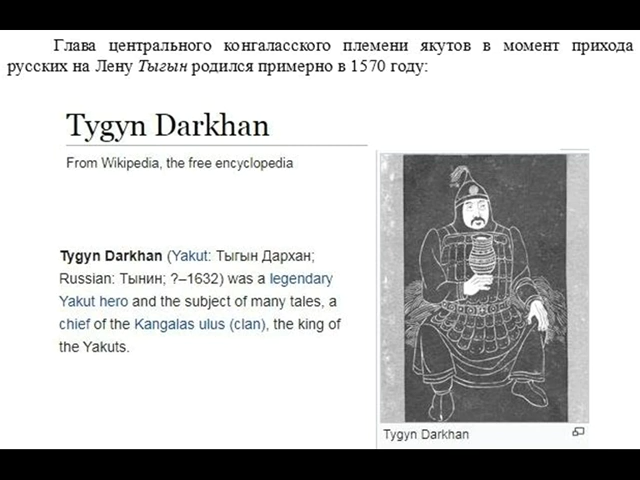 Глава центрального конгаласского племени якутов в момент прихода
русских на Лену Тыгын родился примерно в 1570 году:
Tygyn Darkhan
From Wikipedia, the free encyclopedia
Tygyn Darkhan (Yakut: Тыгын Дархан;
Russian: Тынин; ?–1632) was a legendary
Yakut hero and the subject of many tales, a
chief of the Kangalas ulus (clan), the king of
the Yakuts.
Tygyn Darkhan